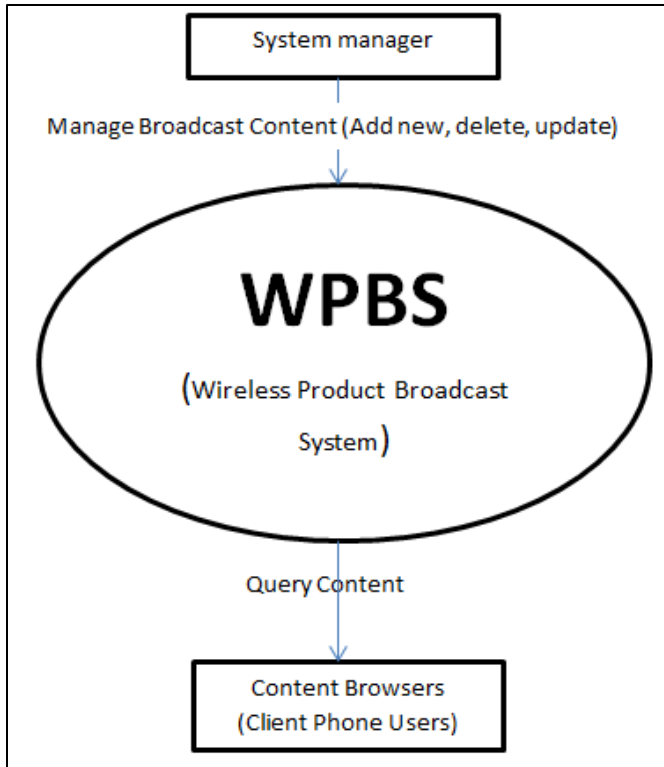 System manager
Manage Broadcast Content (Add new, delete, update)
WPBS
(Wireless Product Broadcast
System)
Query Content
Content Browsers
(Client Phone Users)